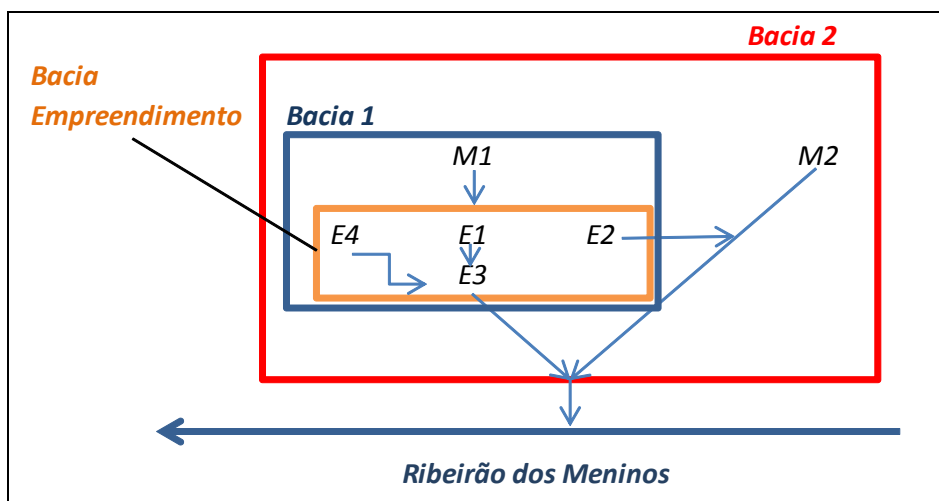 Bacia 2
Bacia
Empreendimento
Bacia 1
M1
M2
E4
E1
E2
E3
Ribeirão dos Meninos